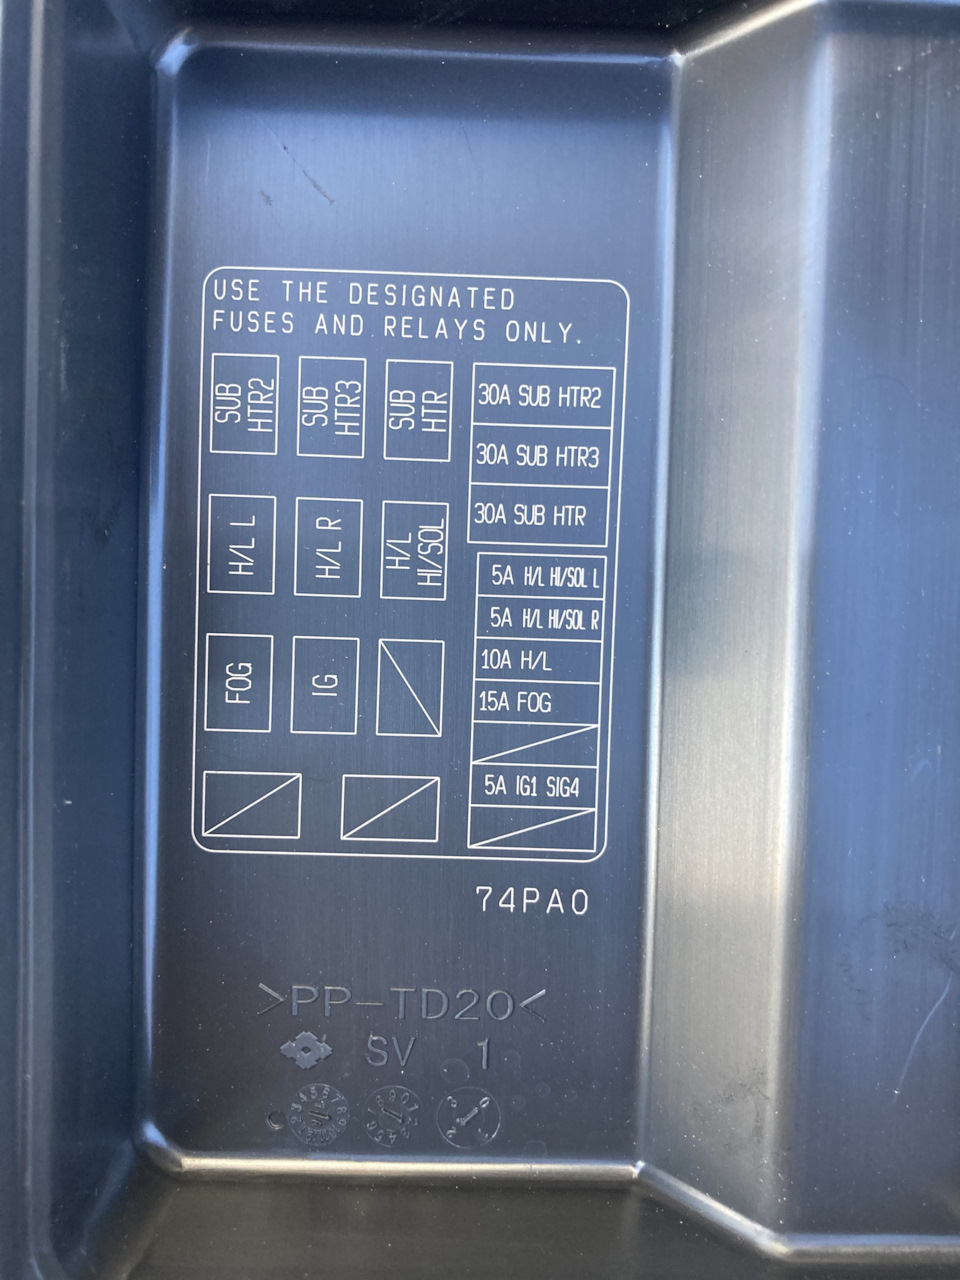 USE THE DESIGNATED
FUSES AND RELAYS ONLY.
SUB
HTR2
SUB
HTR3
SUB
HTR
H/L L
H/L R
H/L
HI/SOL
FOG
IG
30A SUB HTR2
30A SUB HTR3
30A SUB HTR
5A H/L HI/SOL L
5A H/L HI/SOL R
10A H/L
15A FOG
5A IG1 SIG4
74PA0
>PP-TD20<
SV 1